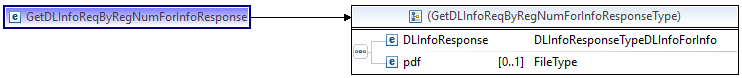 e GetDLInfoReqByRegNumForInfoResponse
(GetDLInfoReqByRegNumForInfoResponseType)
e DLInfoResponse DLInfoResponseTypeDLInfoForInfo
e pdf [0..1] FileType